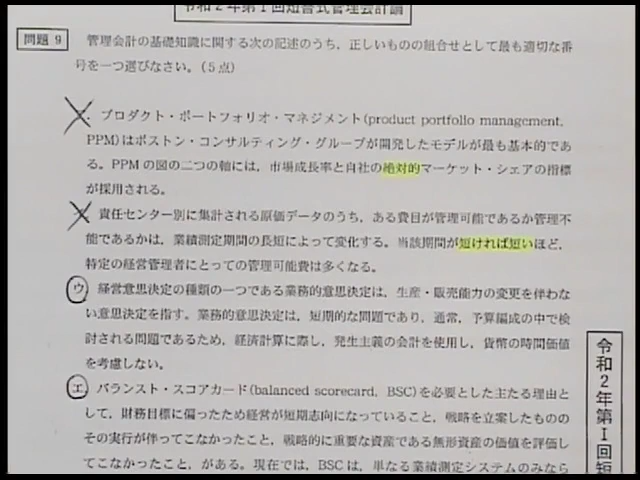 令和2年第Ⅰ回短答式管理会計論
問題 9 管理会計の基礎知識に関する次の記述のうち，正しいものの組合せとして最も適切な番
号を一つ選びなさい。（5点）
プロダクト・ポートフォリオ・マネジメント(product portfolio management,
PPM)はボストン・コンサルティング・グループが開発したモデルが最も基本的であ
る。PPMの図の二つの軸には，市場成長率と自社の絶対的マーケット・シェアの指標
が採用される。
責任センター別に集計される原価データのうち，ある費目が管理可能であるか管理不
能であるかは，業績測定期間の長短によって変化する。当該期間が短ければ短いほど，
特定の経営管理者にとっての管理可能費は多くなる。
ウ 経営意思決定の種類の一つである業務的意思決定は，生産・販売能力の変更を伴わな
い意思決定を指す。業務的意思決定は，短期的な問題であり，通常，予算編成の中で検
討される問題であるため，経済計算に際し，発生主義の会計を使用し，貨幣の時間価値
を考慮しない。
エ バランスト・スコアカード(balanced scorecard, BSC)を必要とした主たる理由と
して，財務目標に偏ったため経営が短期志向になっていること，戦略を立案したものの
その実行が伴ってこなかったこと，戦略的に重要な資産である無形資産の価値を評価し
てこなかったこと，がある。現在では，BSCは，単なる業績測定システムのみなら
令和2年第Ⅰ回短